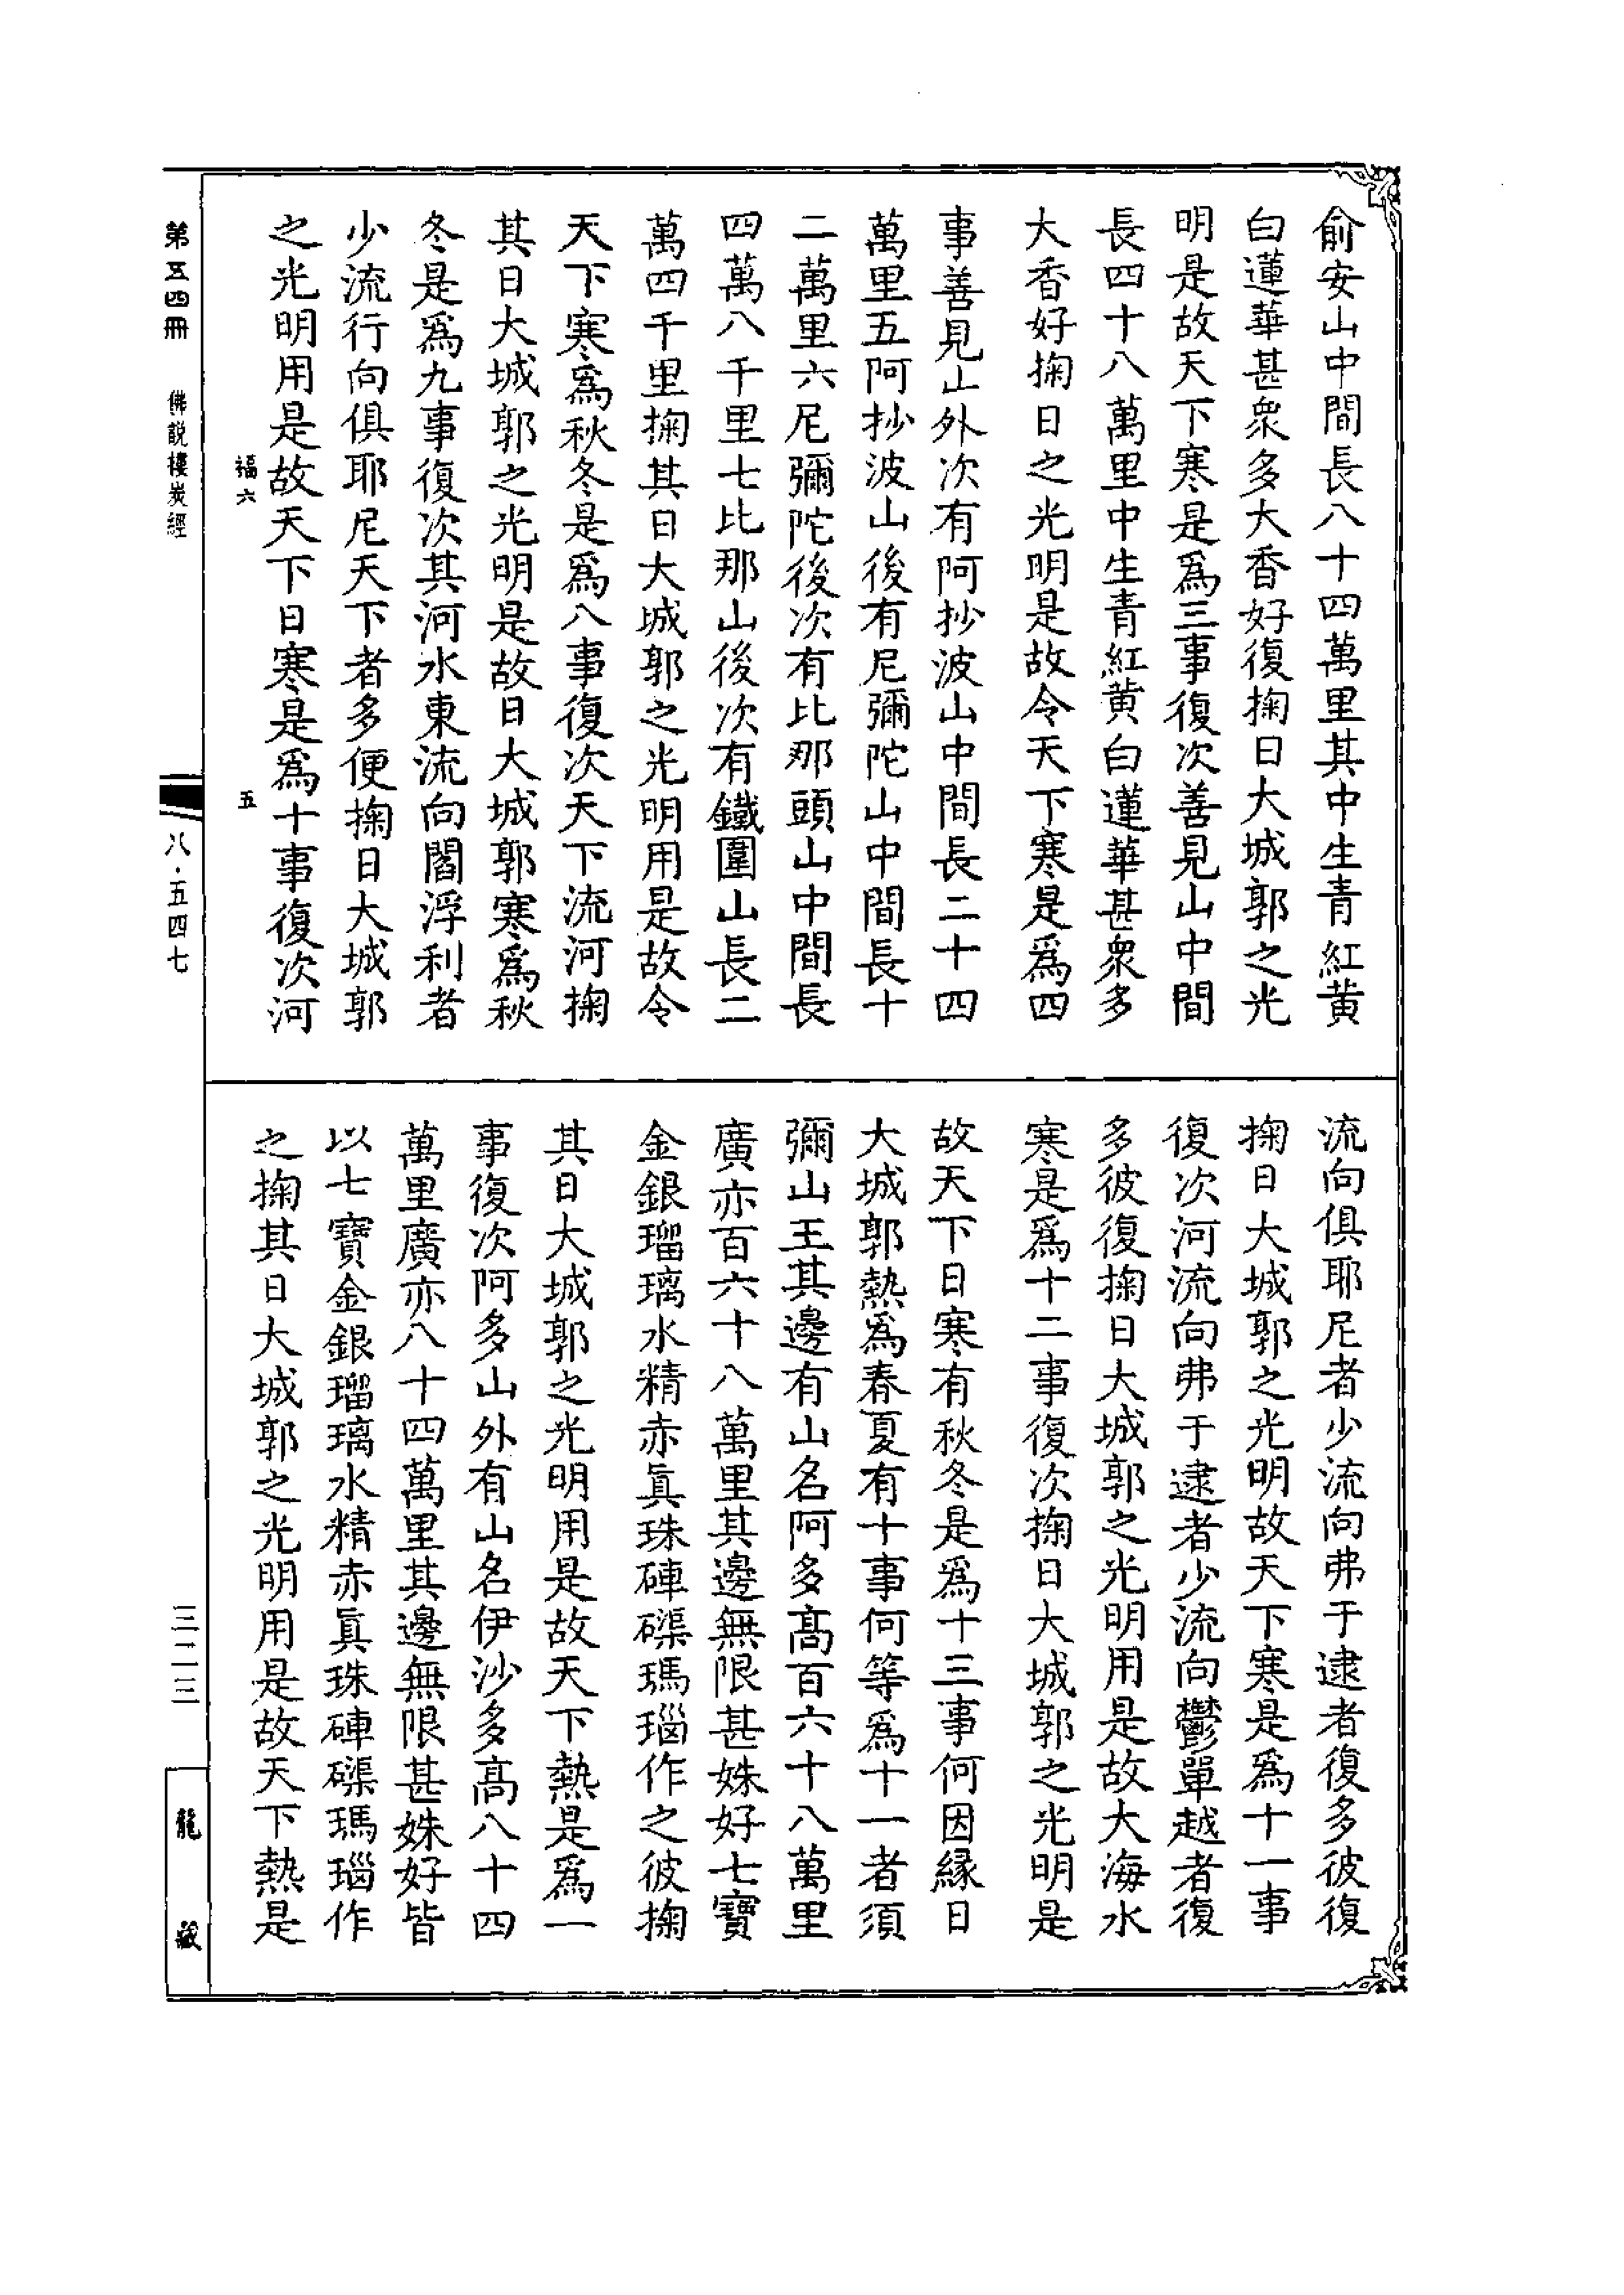 俞安山中間長八十四萬里其中生青紅黄
白蓮華甚衆多大香好復掬日大城郭之光
明是故天下寒是爲三事復次善見山中間
長四十八萬里中生青紅黄白蓮華甚衆多
大香好掬日之光明是故令天下寒是爲四
事善見山外次有阿抄波山中間長二十四
萬里五阿抄波山後有尼彌陀山中間長十
二萬里六尼彌陀後次有比那頭山中間長
四萬八千里七比那山後次有鐵圍山長二
萬四千里掬其日大城郭之光明用是故令
天下寒爲秋冬是爲八事復次天下流河掬
其日大城郭之光明是故日大城郭寒爲秋
冬是爲九事復次其河水東流向閻浮利者
少流行向俱耶尼天下者多便掬日大城郭
之光明用是故天下日寒是爲十事復次河
流向俱耶尼者少流向弗于逮者復多彼復
掬日大城郭之光明故天下寒是爲十一事
復次河流向弗于逮者少流向鬱單越者復
多彼復掬日大城郭之光明用是故大海水
寒是爲十二事復次掬日大城郭之光明是
故天下日寒有秋冬是爲十三事何因縁日
大城郭熱爲春夏有十事何等爲十一者須
彌山王其邊有山名阿多髙百六十八萬里
廣亦百六十八萬里其邊無限甚姝好七寶
金銀瑠璃水精赤眞珠硨磲瑪瑙作之彼掬
其日大城郭之光明用是故天下熱是爲一
事復次阿多山外有山名伊沙多髙八十四
萬里廣亦八十四萬里其邊無限甚姝好皆
以七寶金銀瑠璃水精赤眞珠硨磲瑪瑙作
之掬其日大城郭之光明用是故天下熱是
福六 五
第五四冊 佛說樓炭經 八·五四七 三二三 龍藏